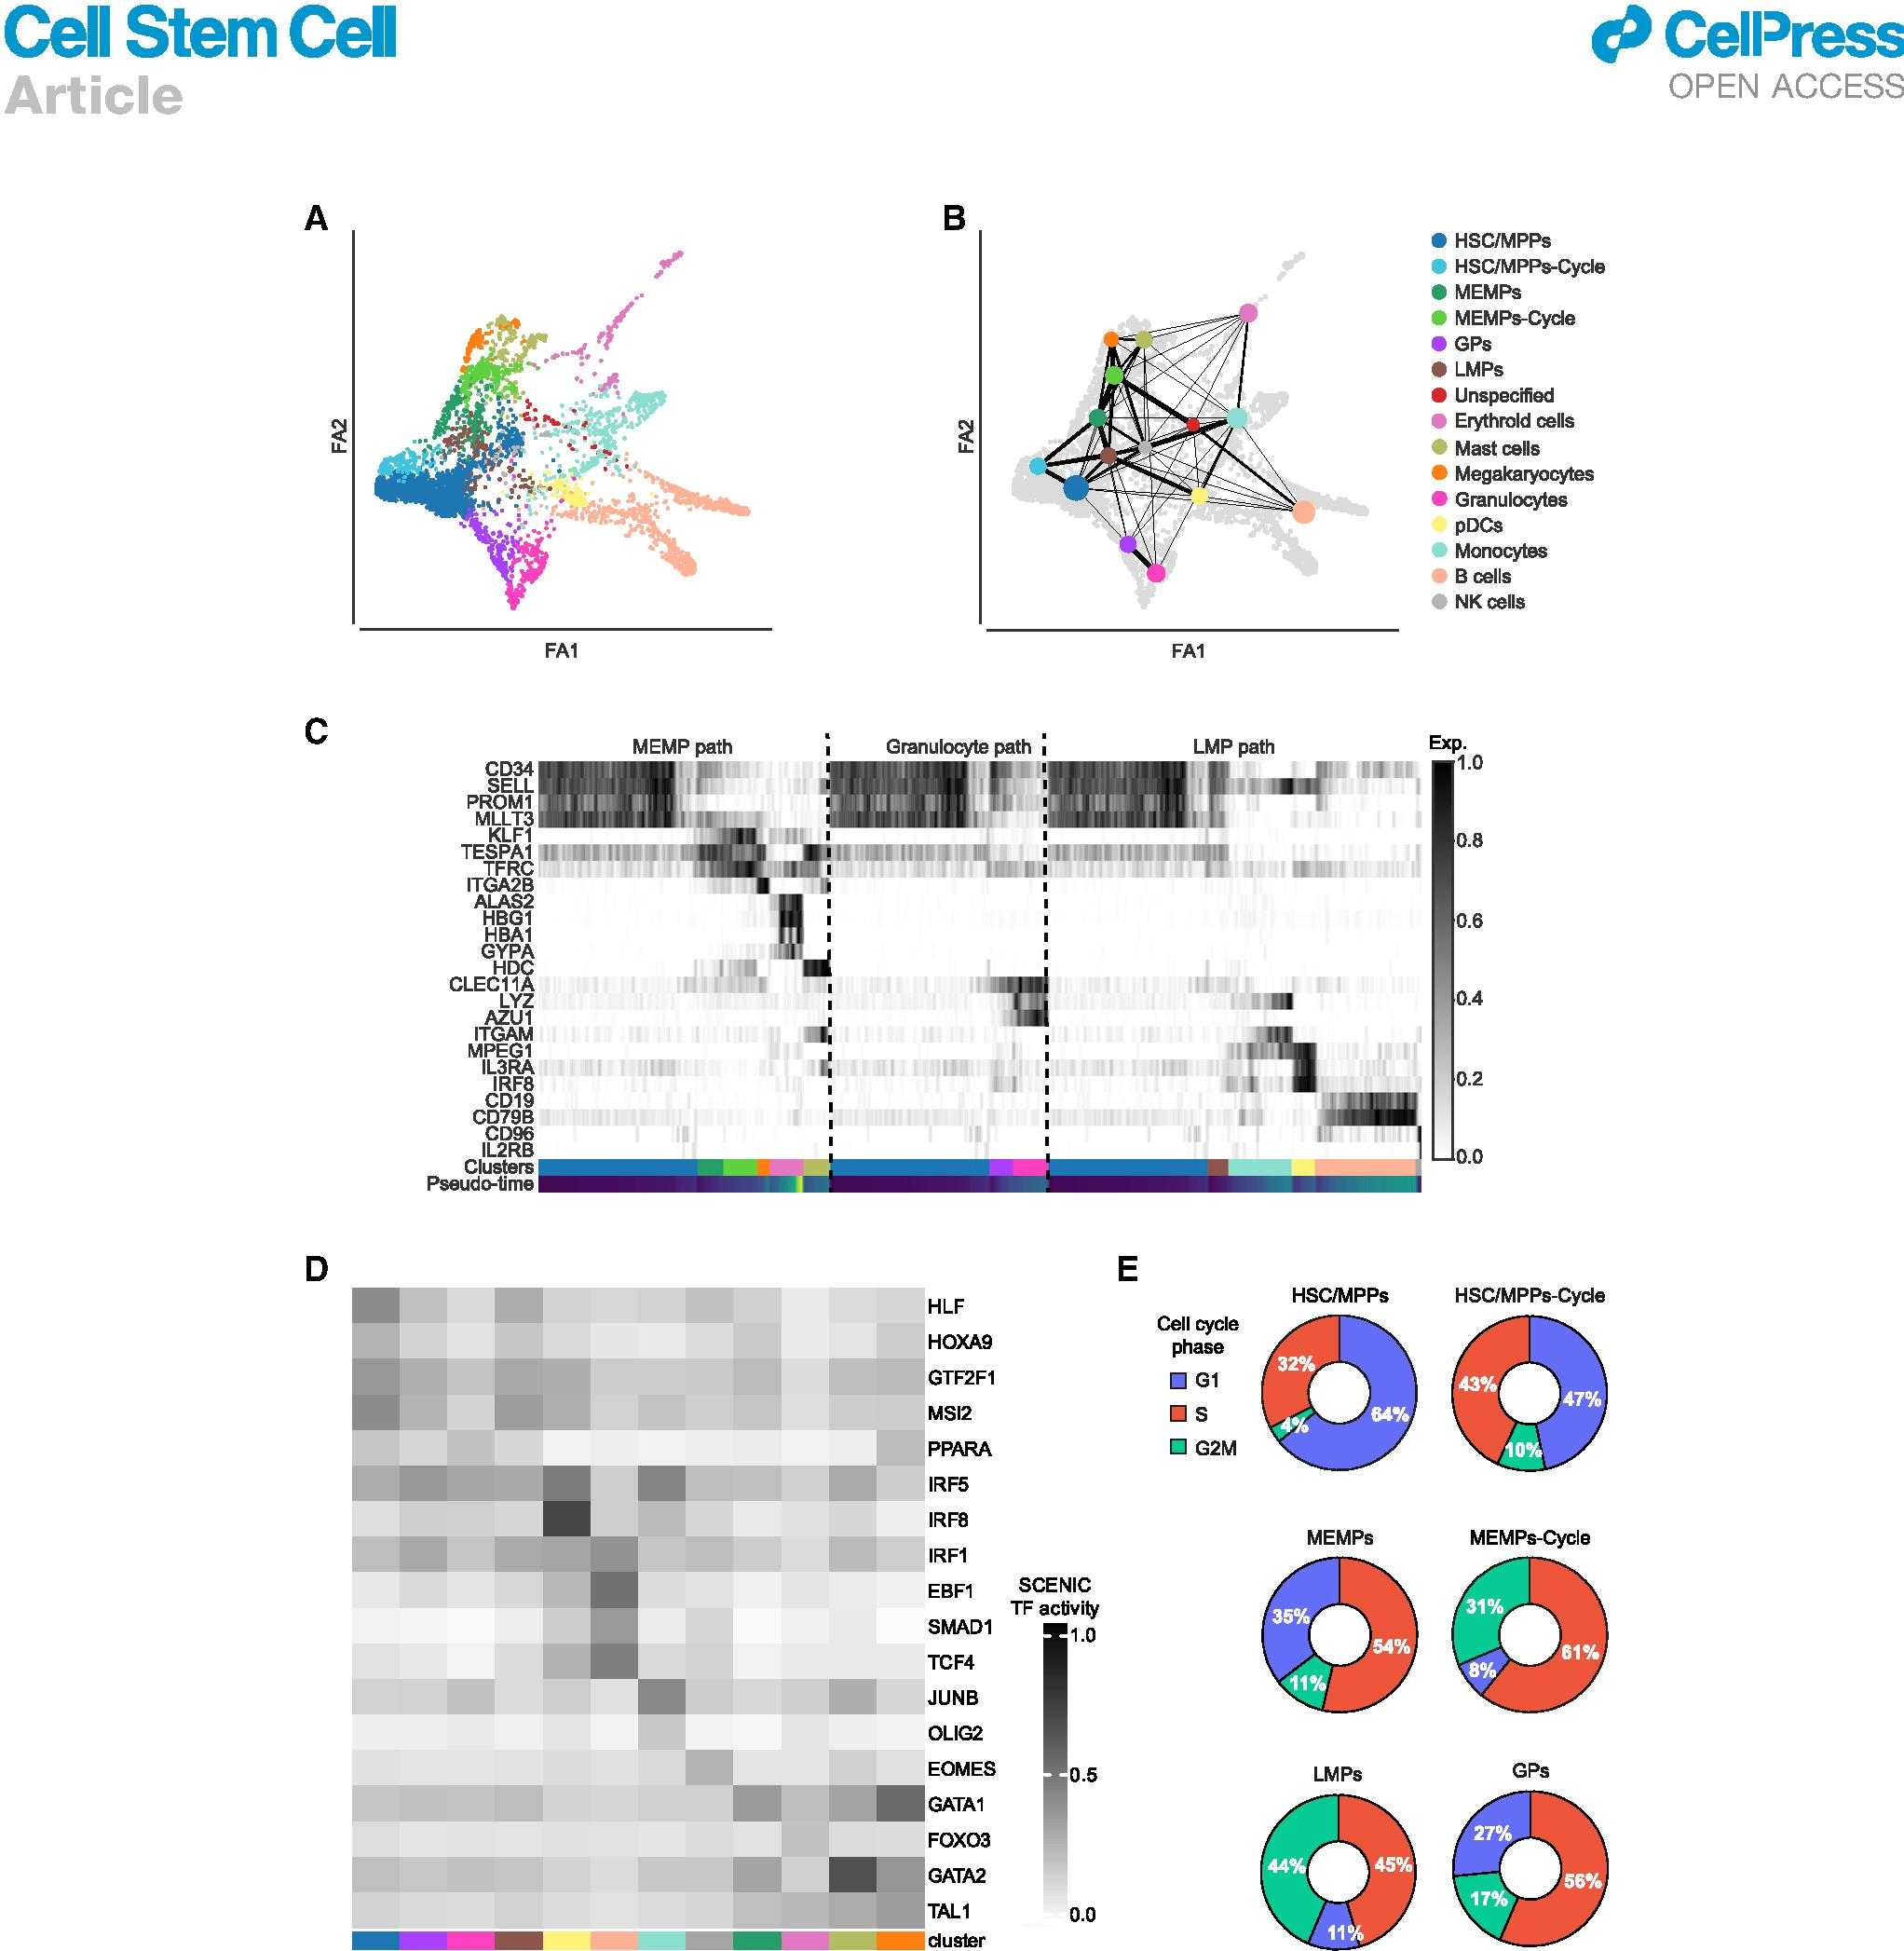 Cell Stem Cell
Article
CellPress
OPEN ACCESS
A
FA2
FA1
B
FA2
FA1
HSC/MPPs
HSC/MPPs-Cycle
MEMPs
MEMPs-Cycle
GPs
LMPs
Unspecified
Erythroid cells
Mast cells
Megakaryocytes
Granulocytes
pDCs
Monocytes
B cells
NK cells
C
MEMP path
Granulocyte path
LMP path
Exp.
CD34
SELL
PROM1
MLLT3
KLF1
TESPA1
TFRC
ITGA2B
ALAS2
HBG1
HBA1
GYPA
HDC
CLEC11A
LYZ
AZU1
ITGAM
MPEG1
IL3RA
IRF8
CD19
CD79B
CD96
IL2RB
Clusters
Pseudo-time
1.0
0.8
0.6
0.4
0.2
0.0
D
HLF
HOXA9
GTF2F1
MSI2
PPARA
IRF5
IRF8
IRF1
EBF1
SMAD1
TCF4
JUNB
OLIG2
EOMES
GATA1
FOXO3
GATA2
TAL1
cluster
SCENIC
TF activity
1.0
0.5
0.0
E
Cell cycle
phase
G1
S
G2M
HSC/MPPs
32%
4%
64%
HSC/MPPs-Cycle
43%
47%
10%
MEMPs
35%
54%
11%
MEMPs-Cycle
31%
8%
61%
LMPs
44%
45%
11%
GPs
27%
17%
56%